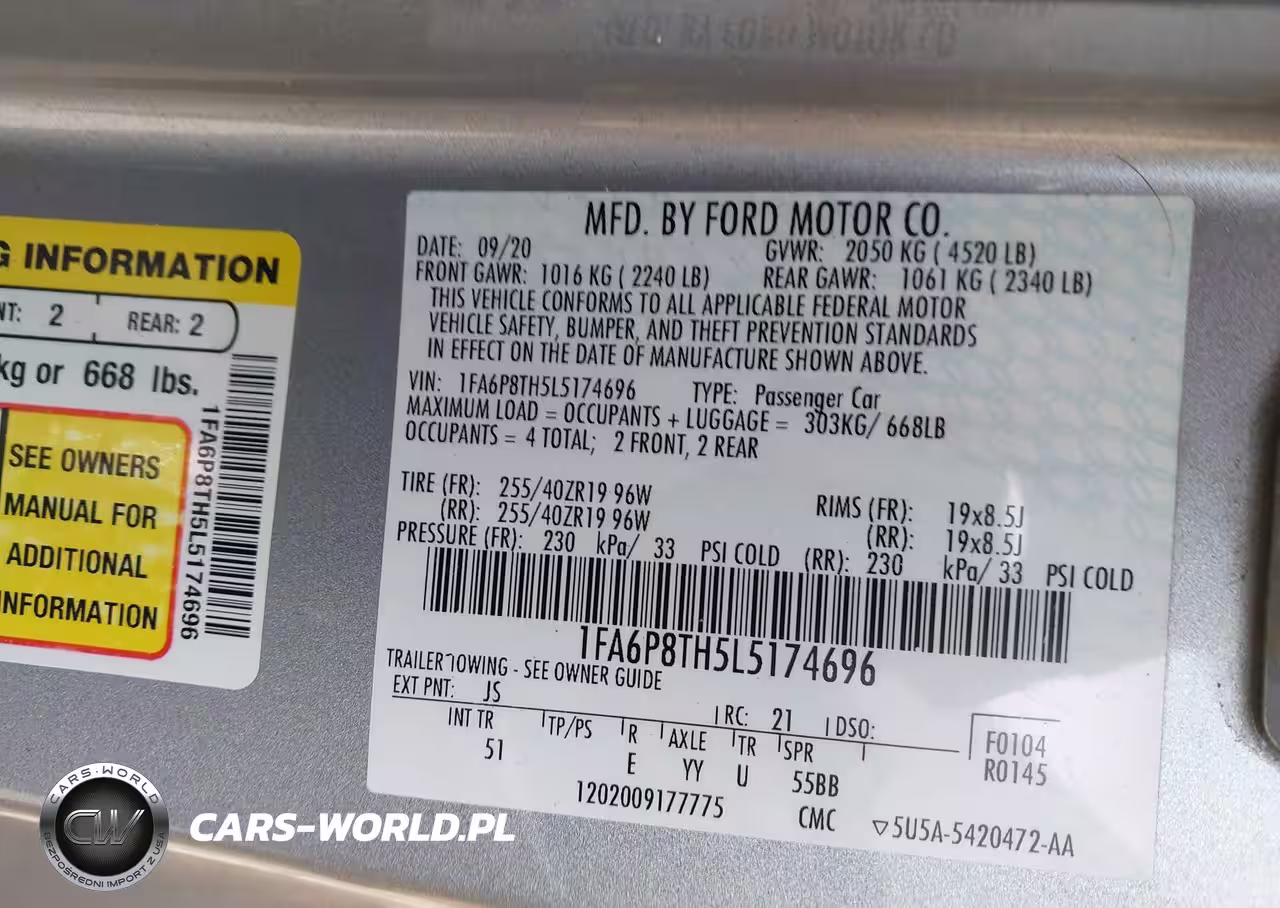 G INFORMATION
NT: 2 REAR: 2
kg or 668 lbs.
SEE OWNERS
MANUAL FOR
ADDITIONAL
INFORMATION
1FA6P8TH5L5174696
MFD. BY FORD MOTOR CO.
DATE: 09/20 GVWR: 2050 KG ( 4520 LB)
FRONT GAWR: 1016 KG ( 2240 LB) REAR GAWR: 1061 KG ( 2340 LB)
THIS VEHICLE CONFORMS TO ALL APPLICABLE FEDERAL MOTOR
VEHICLE SAFETY, BUMPER, AND THEFT PREVENTION STANDARDS
IN EFFECT ON THE DATE OF MANUFACTURE SHOWN ABOVE.
VIN: 1FA6P8TH5L5174696 TYPE: Passenger Car
MAXIMUM LOAD = OCCUPANTS + LUGGAGE = 303KG/ 668LB
OCCUPANTS = 4 TOTAL; 2 FRONT, 2 REAR
TIRE (FR): 255/40ZR19 96W RIMS (FR): 19x8.5J
(RR): 255/40ZR19 96W (RR): 19x8.5J
PRESSURE (FR): 230 kPa/ 33 PSI COLD (RR): 230 kPa/ 33 PSI COLD
1FA6P8TH5L5174696
TRAILER TOWING - SEE OWNER GUIDE
EXT PNT: JS RC: 21 DSO:
INT TR TP/PS R AXLE TR SPR F0104
51 E YY U 55BB R0145
1202009177775 CMC 5U5A-5420472-AA
CARS-WORLD
CW
BEZPOŚREDNI IMPORT Z USA
CARS-WORLD.PL